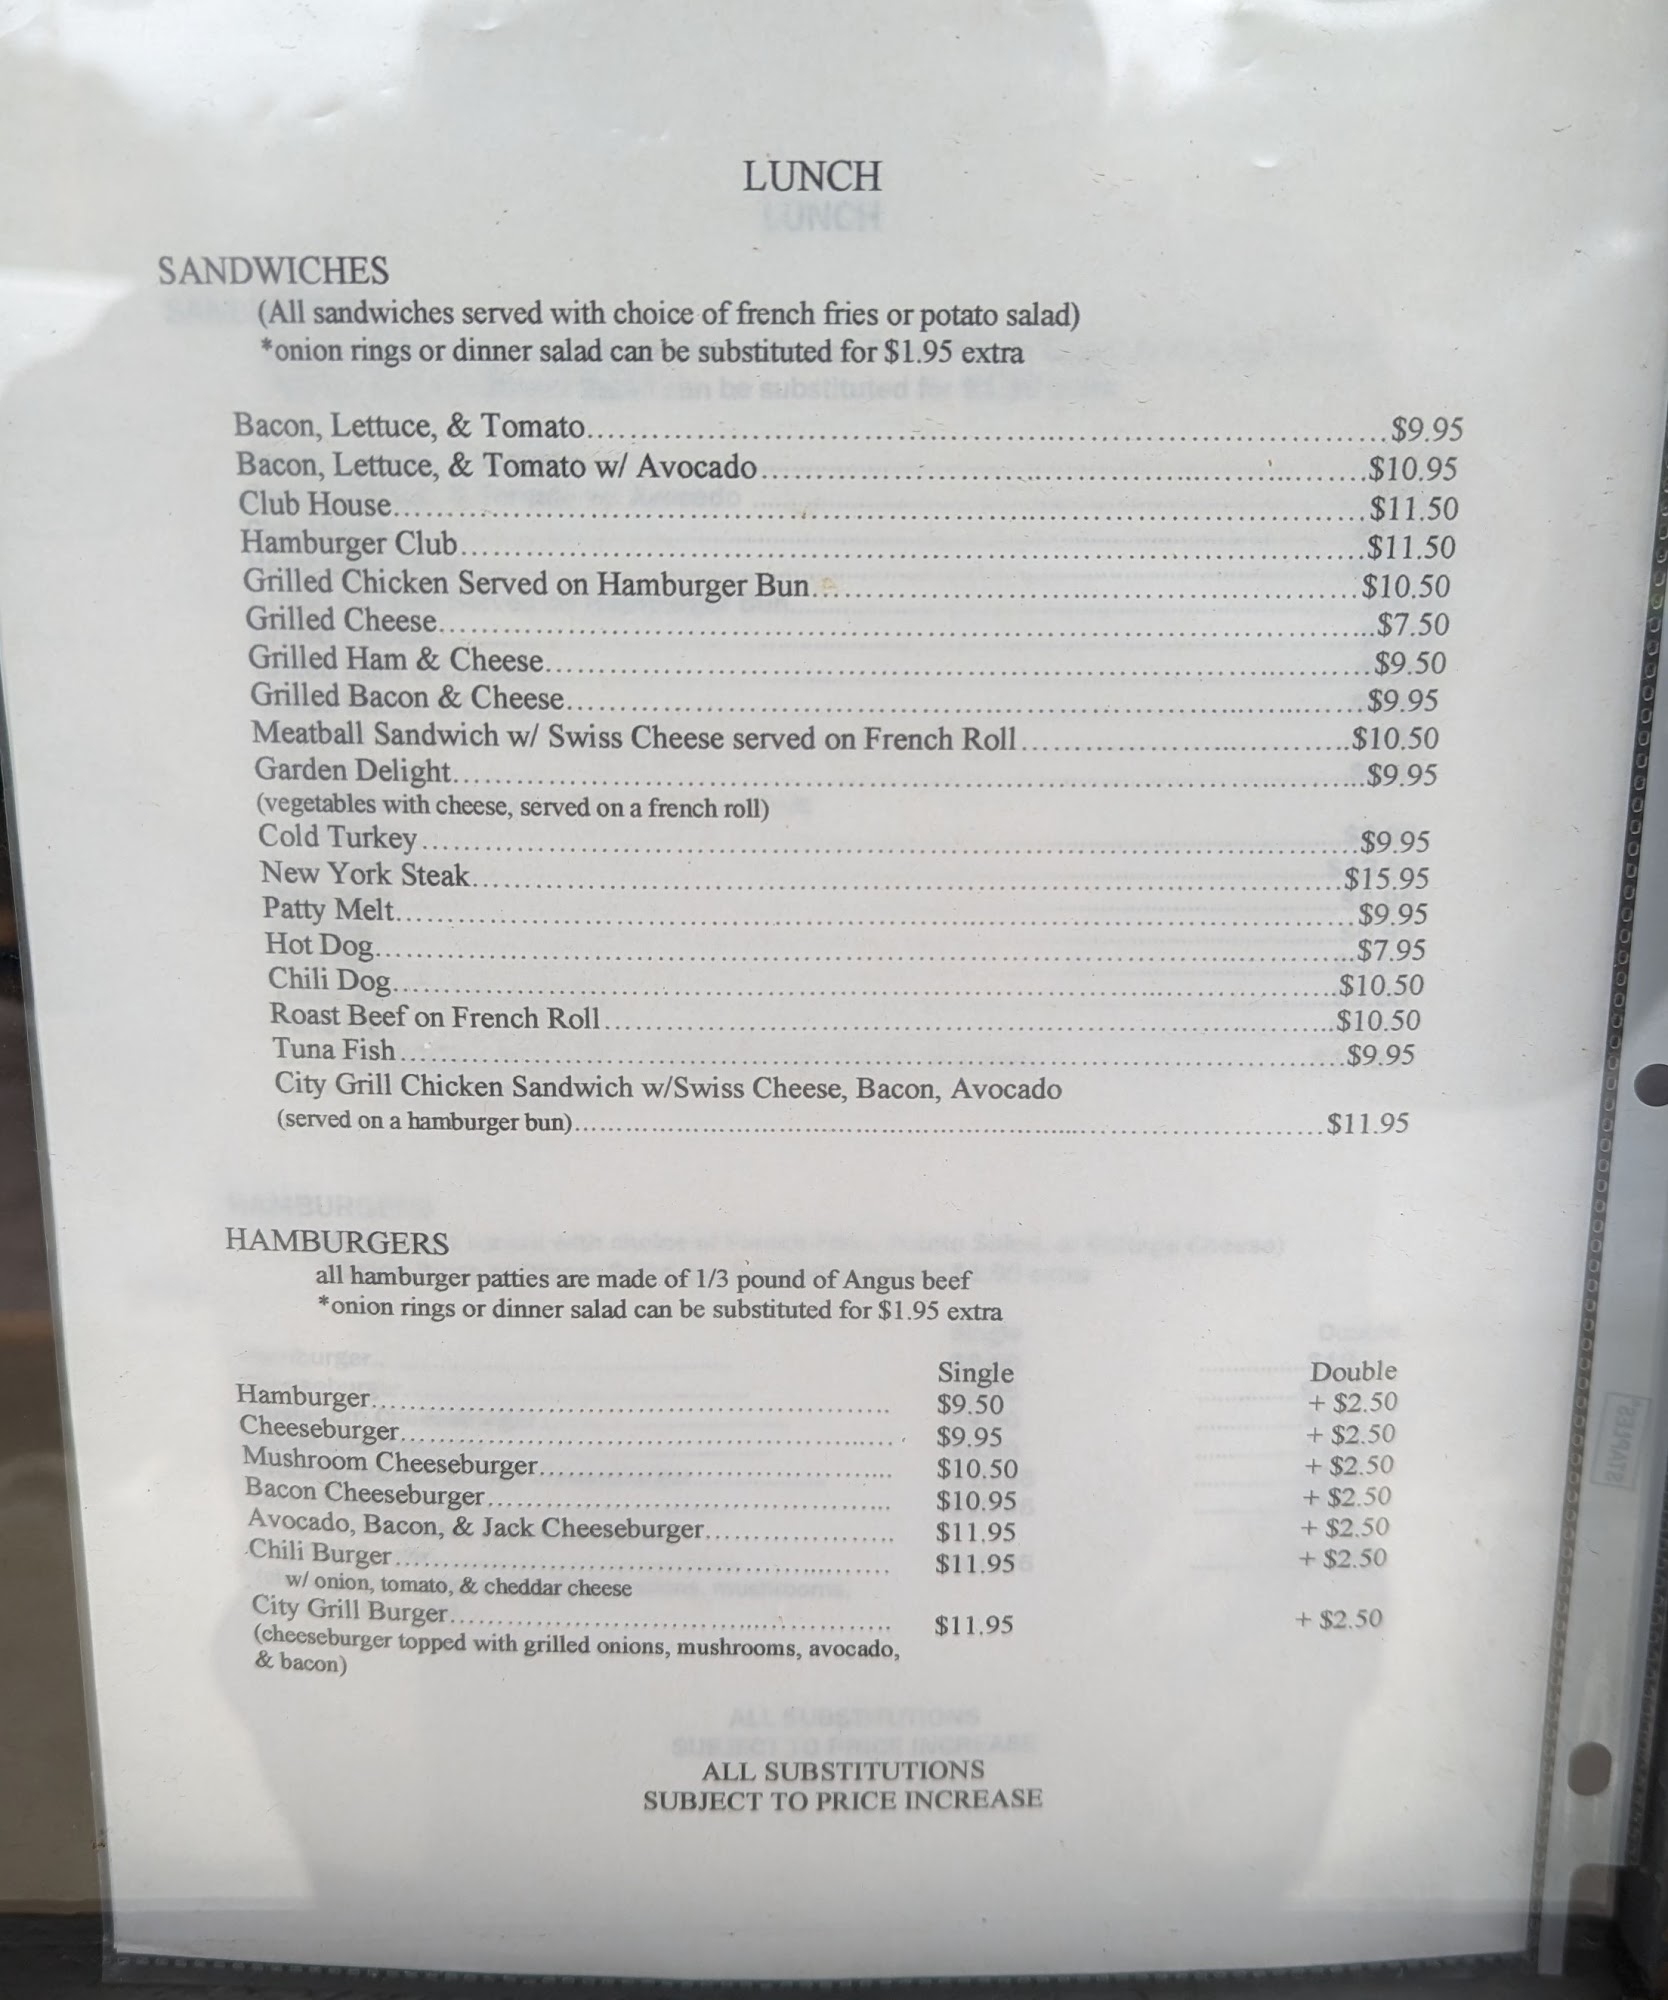 LUNCH
SANDWICHES
(All sandwiches served with choice of french fries or potato salad)
*onion rings or dinner salad can be substituted for $1.95 extra
Bacon, Lettuce, & Tomato $9.95
Bacon, Lettuce, & Tomato w/ Avocado $10.95
Club House $11.50
Hamburger Club $11.50
Grilled Chicken Served on Hamburger Bun $10.50
Grilled Cheese $7.50
Grilled Ham & Cheese $9.50
Grilled Bacon & Cheese $9.95
Meatball Sandwich w/ Swiss Cheese served on French Roll $10.50
Garden Delight $9.95
(vegetables with cheese, served on a french roll)
Cold Turkey $9.95
New York Steak $15.95
Patty Melt $9.95
Hot Dog $7.95
Chili Dog $10.50
Roast Beef on French Roll $10.50
Tuna Fish $9.95
City Grill Chicken Sandwich w/Swiss Cheese, Bacon, Avocado
(served on a hamburger bun) $11.95
HAMBURGERS
all hamburger patties are made of 1/3 pound of Angus beef
*onion rings or dinner salad can be substituted for $1.95 extra
Single Double
Hamburger $9.50 + $2.50
Cheeseburger $9.95 + $2.50
Mushroom Cheeseburger $10.50 + $2.50
Bacon Cheeseburger $10.95 + $2.50
Avocado, Bacon, & Jack Cheeseburger $11.95 + $2.50
Chili Burger $11.95 + $2.50
w/ onion, tomato, & cheddar cheese
City Grill Burger $11.95 + $2.50
(cheeseburger topped with grilled onions, mushrooms, avocado,
& bacon)
ALL SUBSTITUTIONS
SUBJECT TO PRICE INCREASE
STAPLES